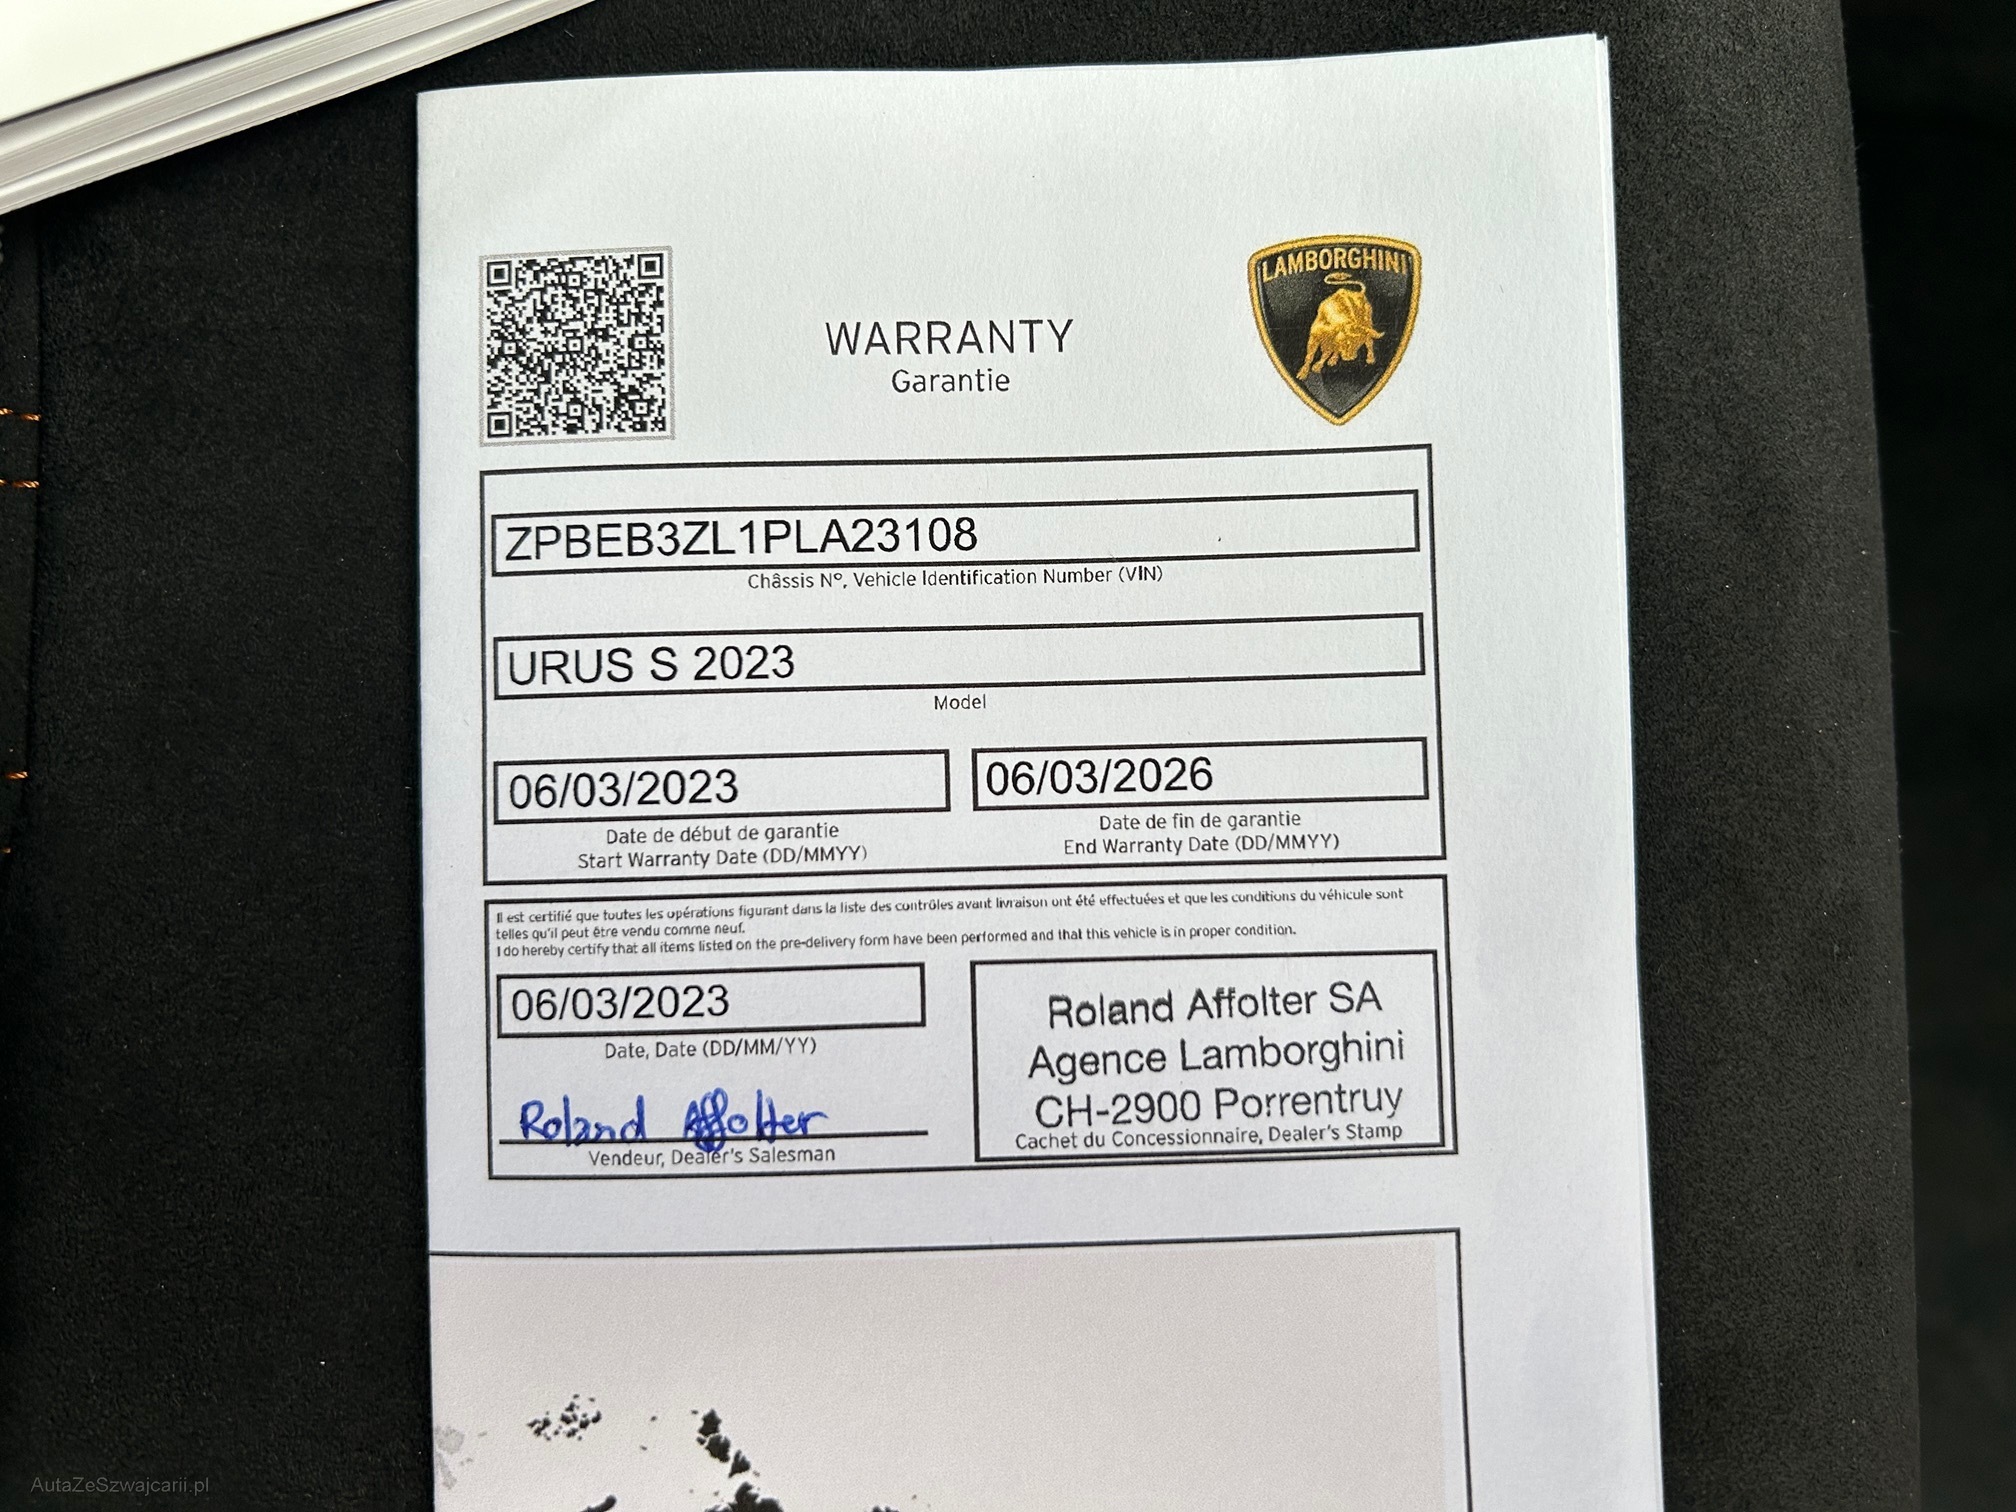 LAMBORGHINI
WARRANTY
Garantie
ZPBEB3ZL1PLA23108
Châssis Nº, Vehicle Identification Number (VIN)
URUS S 2023
Model
06/03/2023
06/03/2026
Date de début de garantie
Start Warranty Date (DD/MMYY)
Date de fin de garantie
End Warranty Date (DD/MMYY)
Il est certifié que toutes les opérations figurant dans la liste des contrôles avant livraison ont été effectuées et que les conditions du véhicule sont
telles qu'il peut être vendu comme neuf.
I do hereby certify that all items listed on the pre-delivery form have been performed and that this vehicle is in proper condition.
06/03/2023
Date, Date (DD/MM/YY)
Roland Affolter
Vendeur, Dealer's Salesman
Roland Affolter SA
Agence Lamborghini
CH-2900 Porrentruy
Cachet du Concessionnaire, Dealer's Stamp
AutaZeSzwajcarii.pl